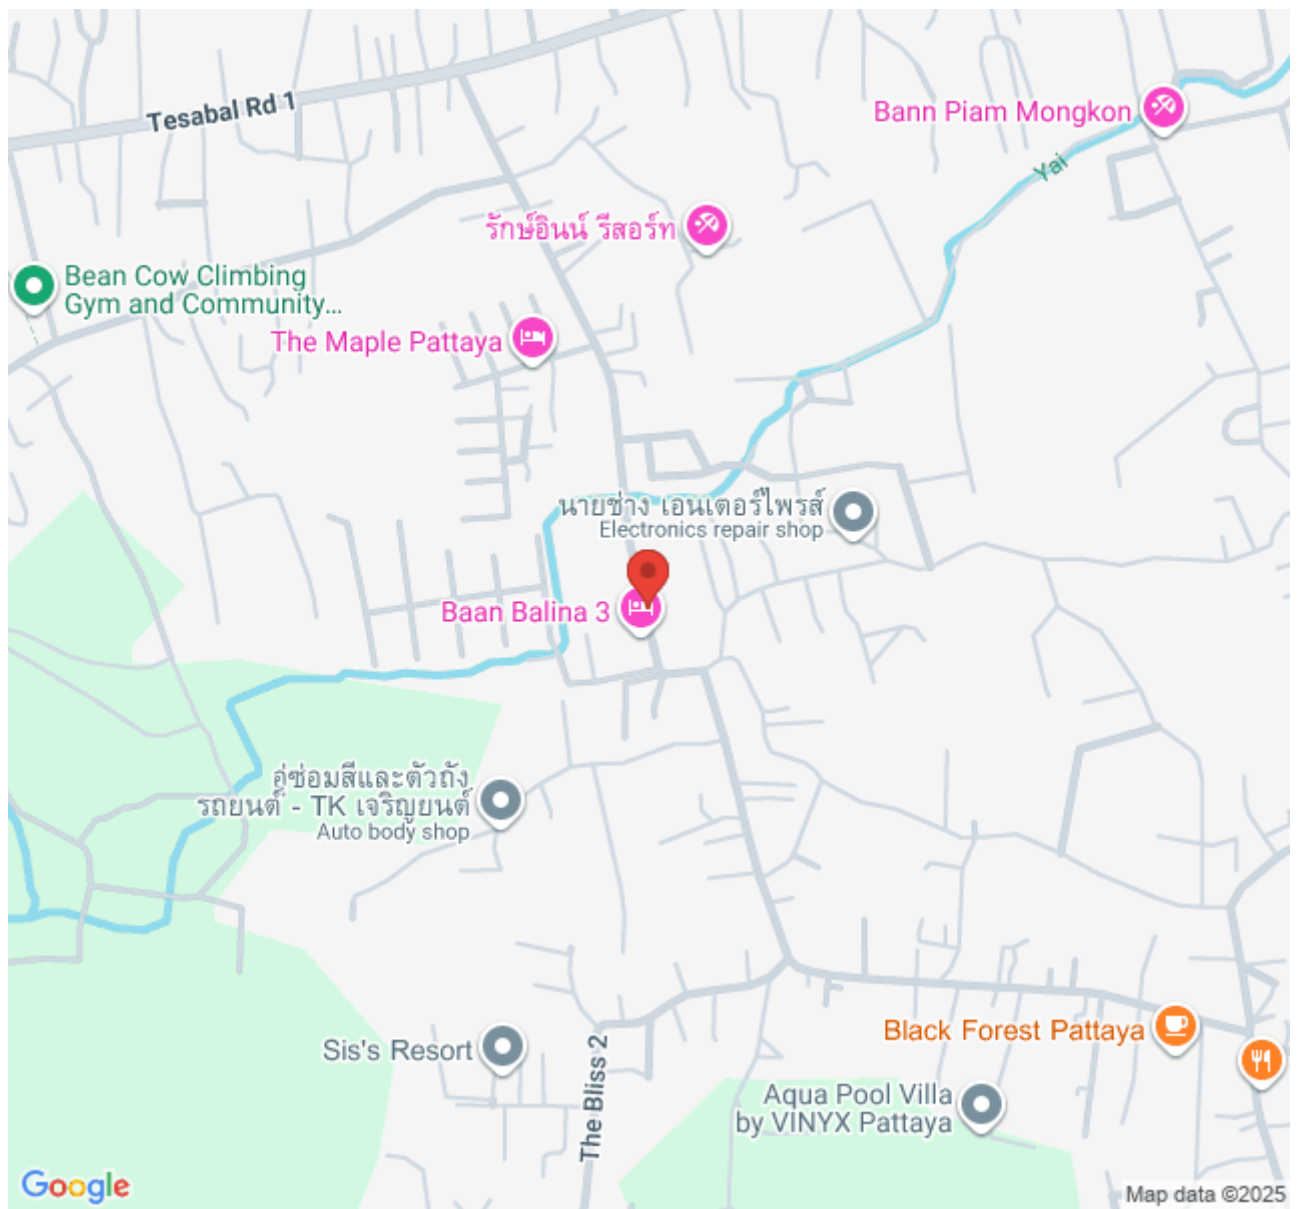 Tesabal Rd 1
Bann Piam Mongkon
Yai
รักษ์อินน์ รีสอร์ท
Bean Cow Climbing
Gym and Community...
The Maple Pattaya
นายช่าง เอนเตอร์ไพรส์
Electronics repair shop
Baan Balina 3
อู่ซ่อมสีและตัวถัง
รถยนต์ - TK เจริญยนต์
Auto body shop
Sis's Resort
The Bliss 2
Black Forest Pattaya
Aqua Pool Villa
by VINYX Pattaya
Google
Map data ©2025